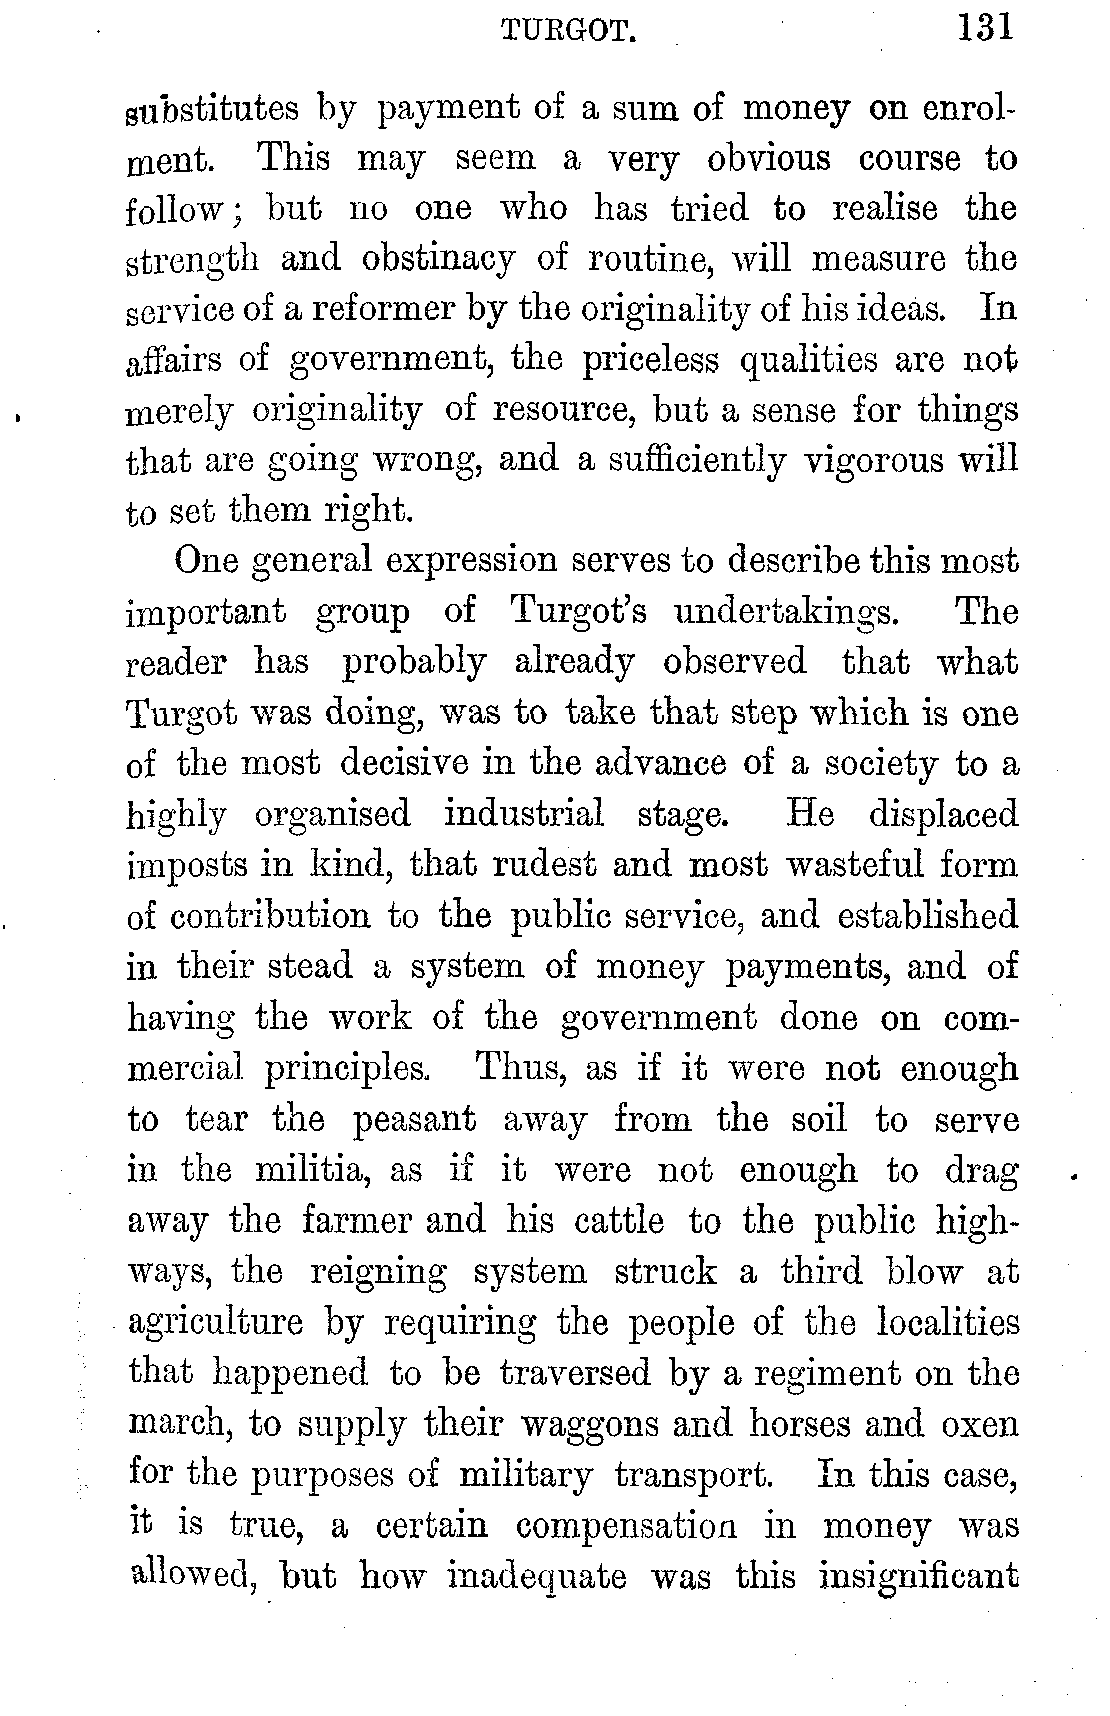 TURGOT. 131
substitutes by payment of a sum of money on enrol-
ment. This may seem a very obvious course to
follow; but no one who has tried to realise the
strength and obstinacy of routine, will measure the
service of a reformer by the originality of his ideas. In
affairs of government, the priceless qualities are not
merely originality of resource, but a sense for things
that are going wrong, and a sufficiently vigorous will
to set them right.
One general expression serves to describe this most
important group of Turgot's undertakings. The
reader has probably already observed that what
Turgot was doing, was to take that step which is one
of the most decisive in the advance of a society to a
highly organised industrial stage. He displaced
imposts in kind, that rudest and most wasteful form
of contribution to the public service, and established
in their stead a system of money payments, and of
having the work of the government done on com-
mercial principles. Thus, as if it were not enough
to tear the peasant away from the soil to serve
in the militia, as if it were not enough to drag
away the farmer and his cattle to the public high-
ways, the reigning system struck a third blow at
agriculture by requiring the people of the localities
that happened to be traversed by a regiment on the
march, to supply their waggons and horses and oxen
for the purposes of military transport. In this case,
it is true, a certain compensation in money was
allowed, but how inadequate was this insignificant